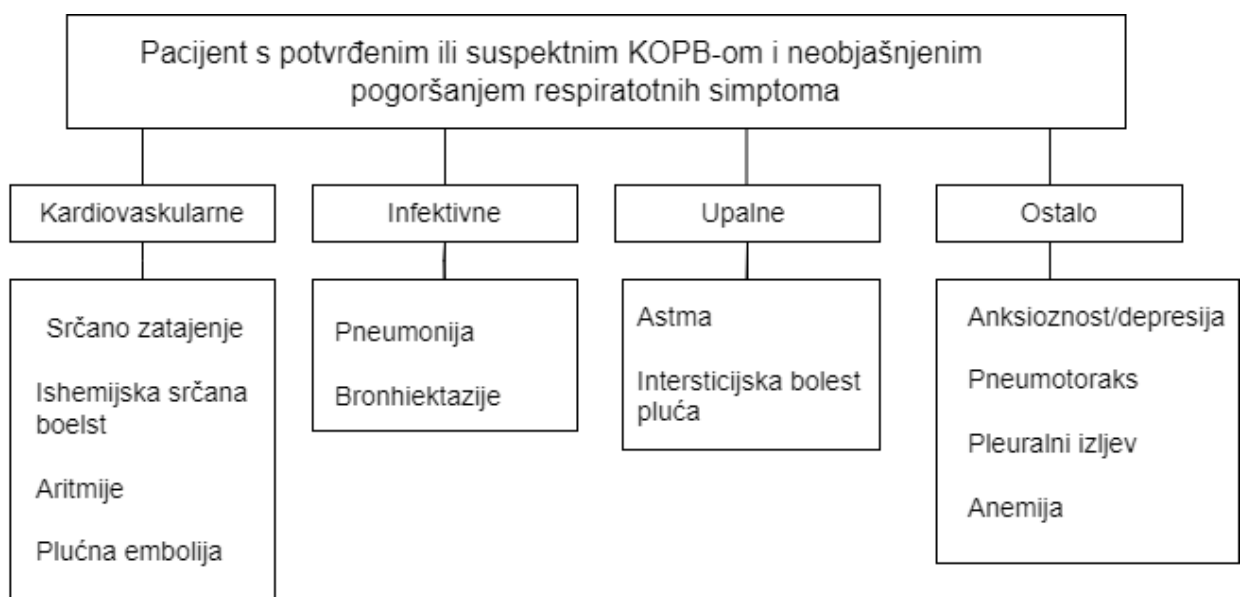 Pacijent s potvrđenim ili suspektnim KOPB-om i neobjašnjenim
pogoršanjem respiratotnih simptoma
Kardiovaskularne
Infektivne
Upalne
Ostalo
Srčano zatajenje
Ishemijska srčana
boelst
Aritmije
Plućna embolija
Pneumonija
Bronhiektazije
Astma
Intersticijska bolest
pluća
Anksioznost/depresija
Pneumotoraks
Pleuralni izljev
Anemija